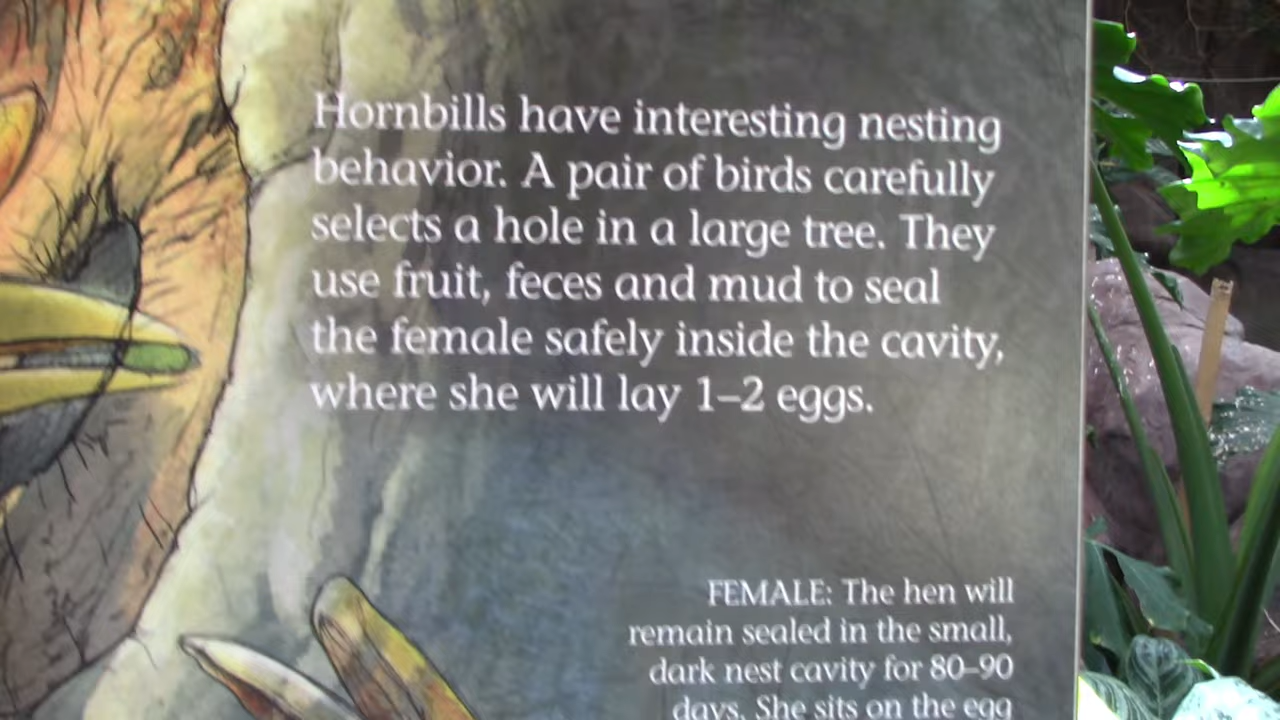 Hornbills have interesting nesting
behavior. A pair of birds carefully
selects a hole in a large tree. They
use fruit, feces and mud to seal
the female safely inside the cavity,
where she will lay 1–2 eggs.
FEMALE: The hen will
remain sealed in the small,
dark nest cavity for 80–90
days. She sits on the egg